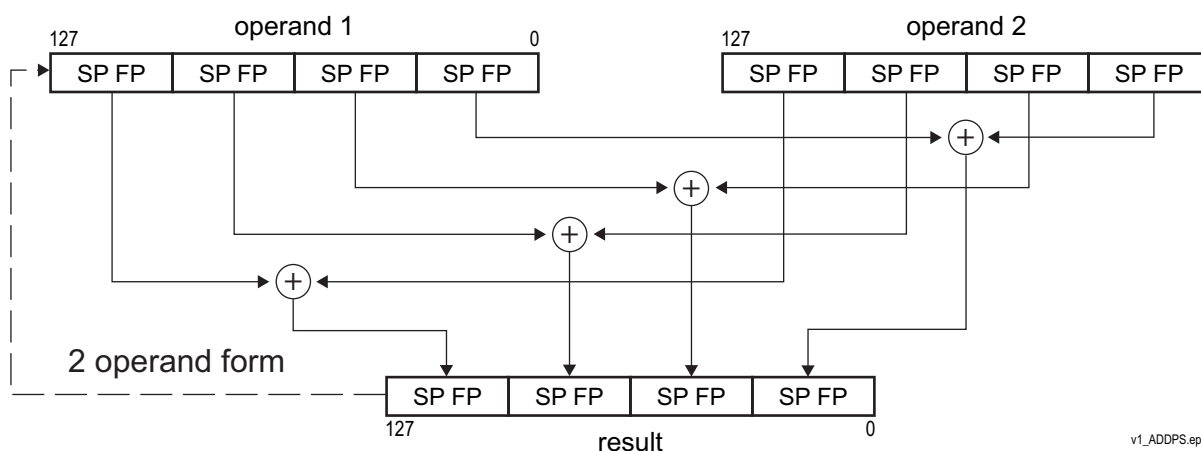 operand 1
operand 2
127
0
127
SP FP SP FP SP FP SP FP
SP FP SP FP SP FP SP FP
+
+
+
+
2 operand form
SP FP SP FP SP FP SP FP
127
0
result
v1_ADDPS.ep